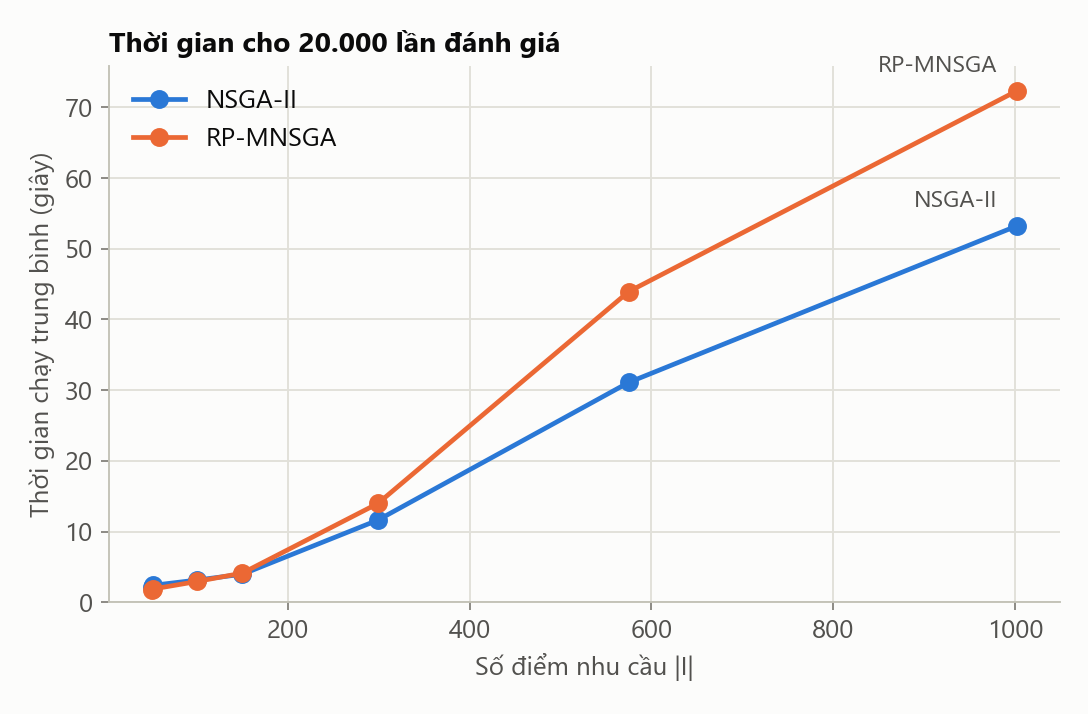 Thời gian cho 20.000 lần đánh giá
RP-MNSGA
NSGA-II
RP-MNSGA
NSGA-II
70
60
50
40
30
20
10
0
200
400
600
800
1000
Thời gian chạy trung bình (giây)
Số điểm nhu cầu |I|